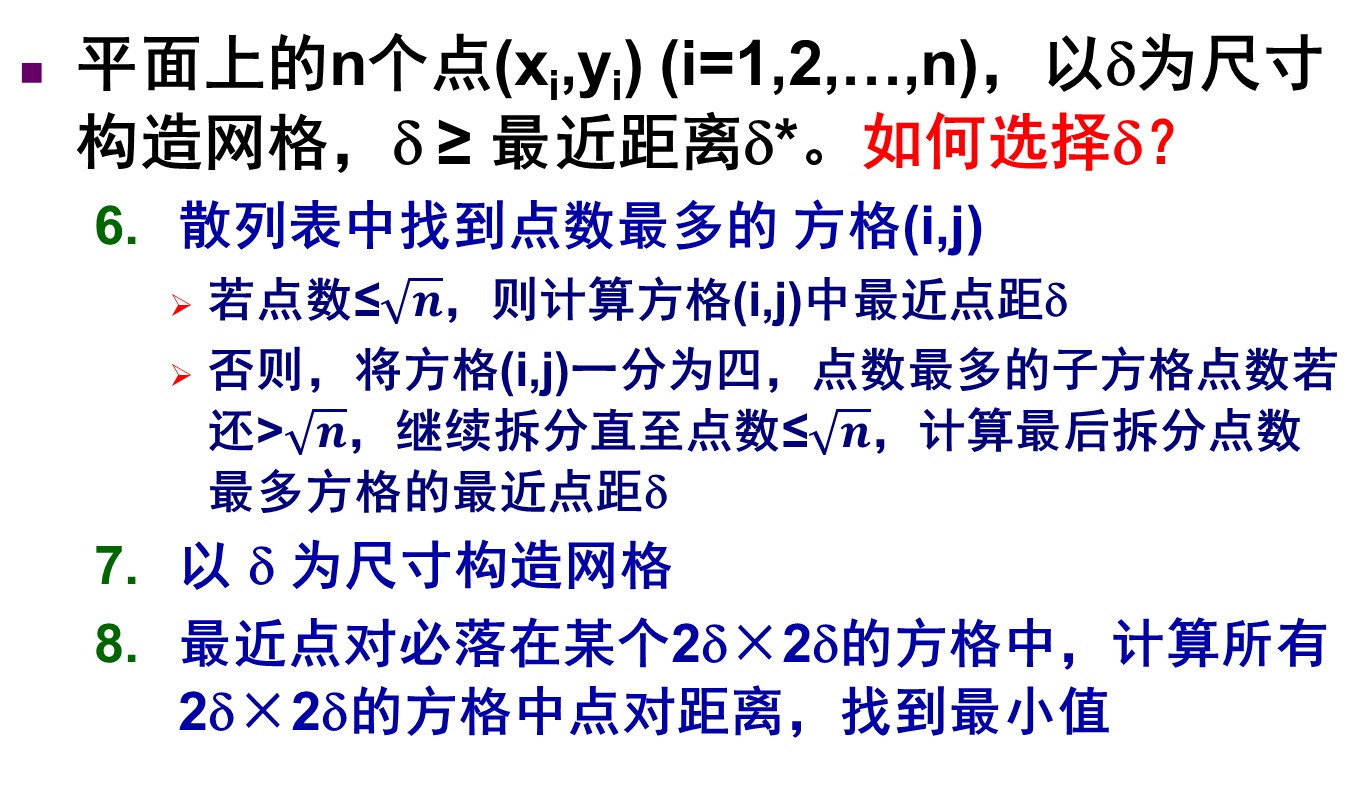 ■ 平面上的n个点(xi,yi) (i=1,2,…,n)，以δ为尺寸
构造网格，δ ≥ 最近距离δ*。如何选择δ？
6. 散列表中找到点数最多的 方格(i,j)
➢ 若点数≤√n，则计算方格(i,j)中最近点距δ
➢ 否则，将方格(i,j)一分为四，点数最多的子方格点数若
还>√n，继续拆分直至点数≤√n，计算最后拆分点数
最多方格的最近点距δ
7. 以 δ 为尺寸构造网格
8. 最近点对必落在某个2δ×2δ的方格中，计算所有
2δ×2δ的方格中点对距离，找到最小值